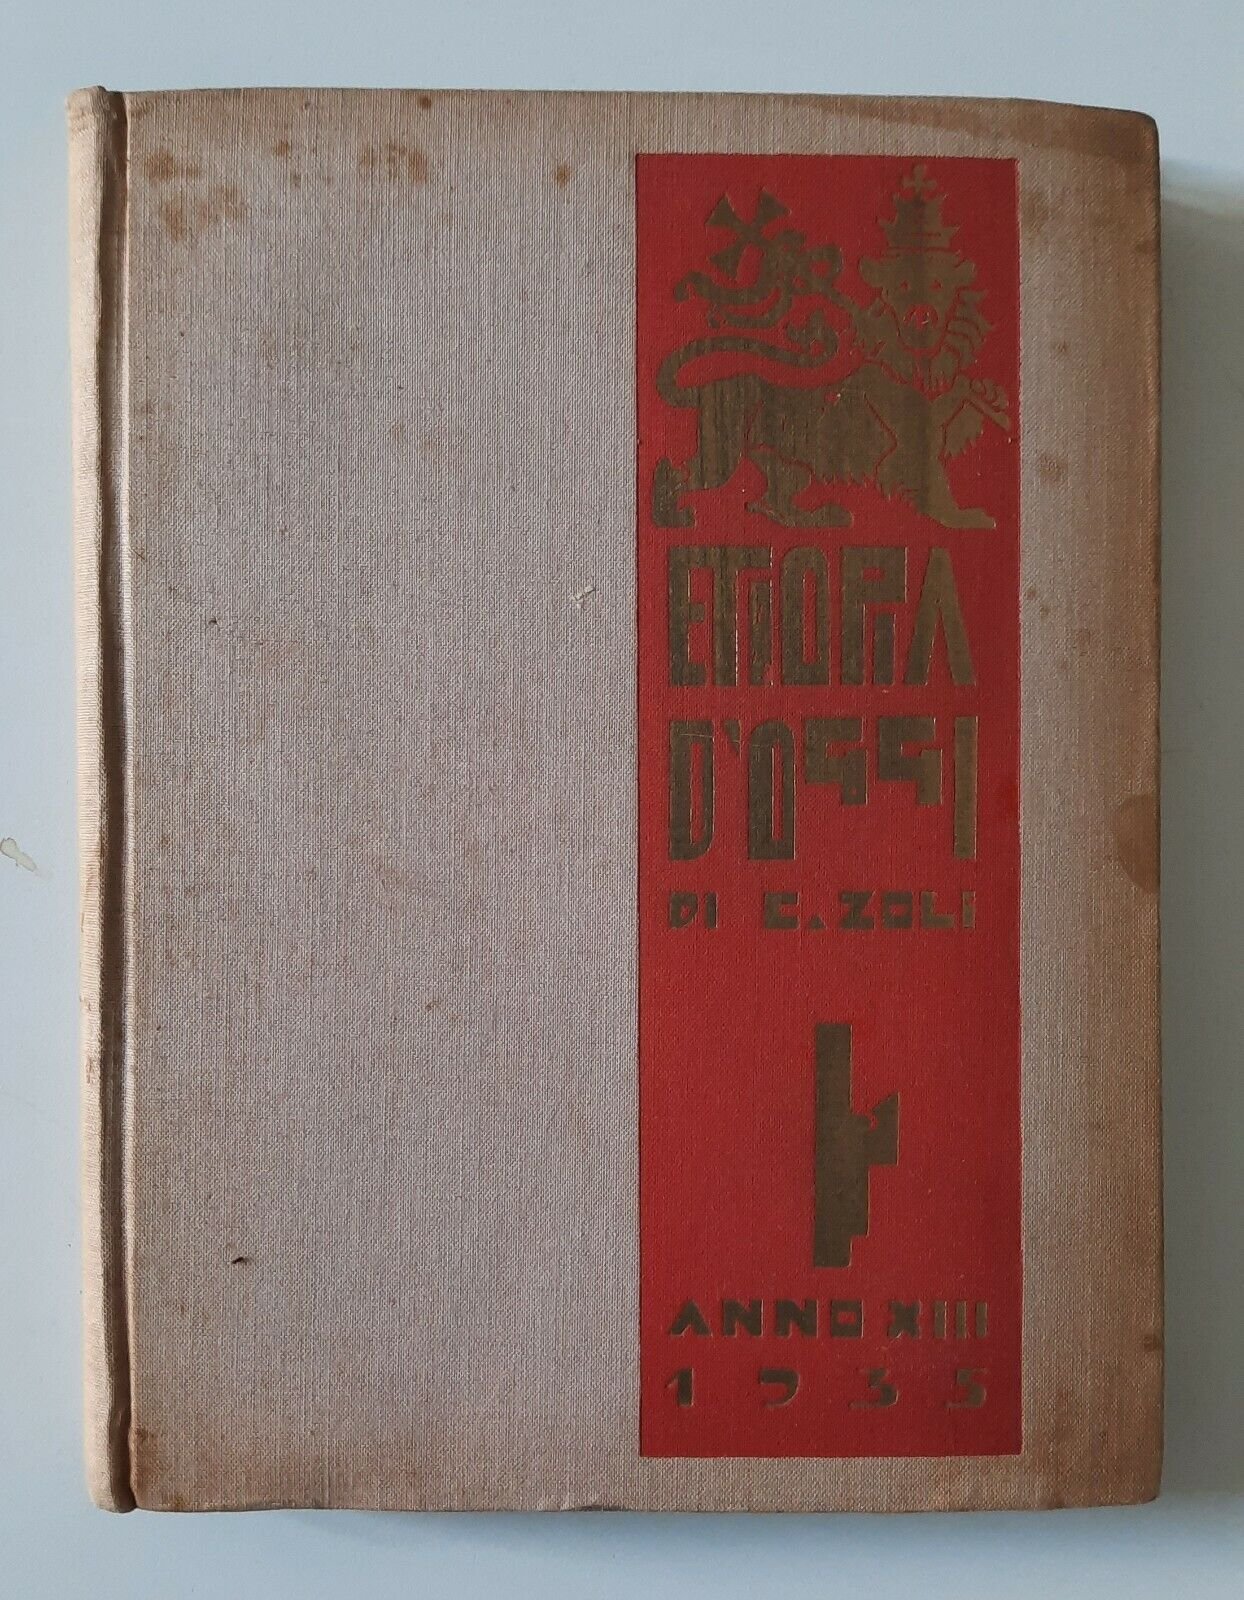 ETIOPIA
D'OGGI
DI C. ZOLI
ANNO XIII
1935